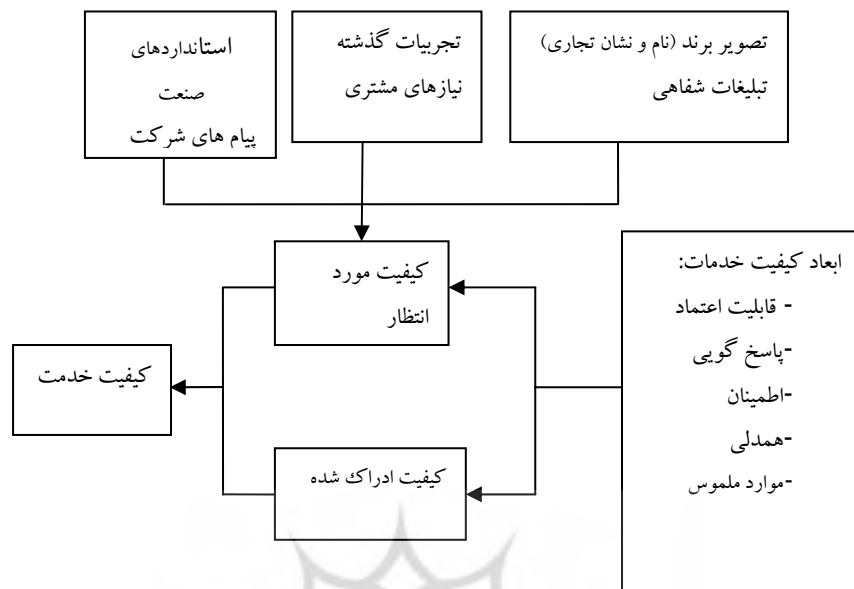 تصویر برند (نام و نشان تجاری)
تبلیغات شفاهی
تجربیات گذشته
نیازهای مشتری
استانداردهای
صنعت
پیام های شرکت
کیفیت مورد
انتظار
ابعاد کیفیت خدمات:
- قابلیت اعتماد
-پاسخ گویی
-اطمینان
-همدلی
-موارد ملموس
کیفیت خدمت
کیفیت ادراک شده